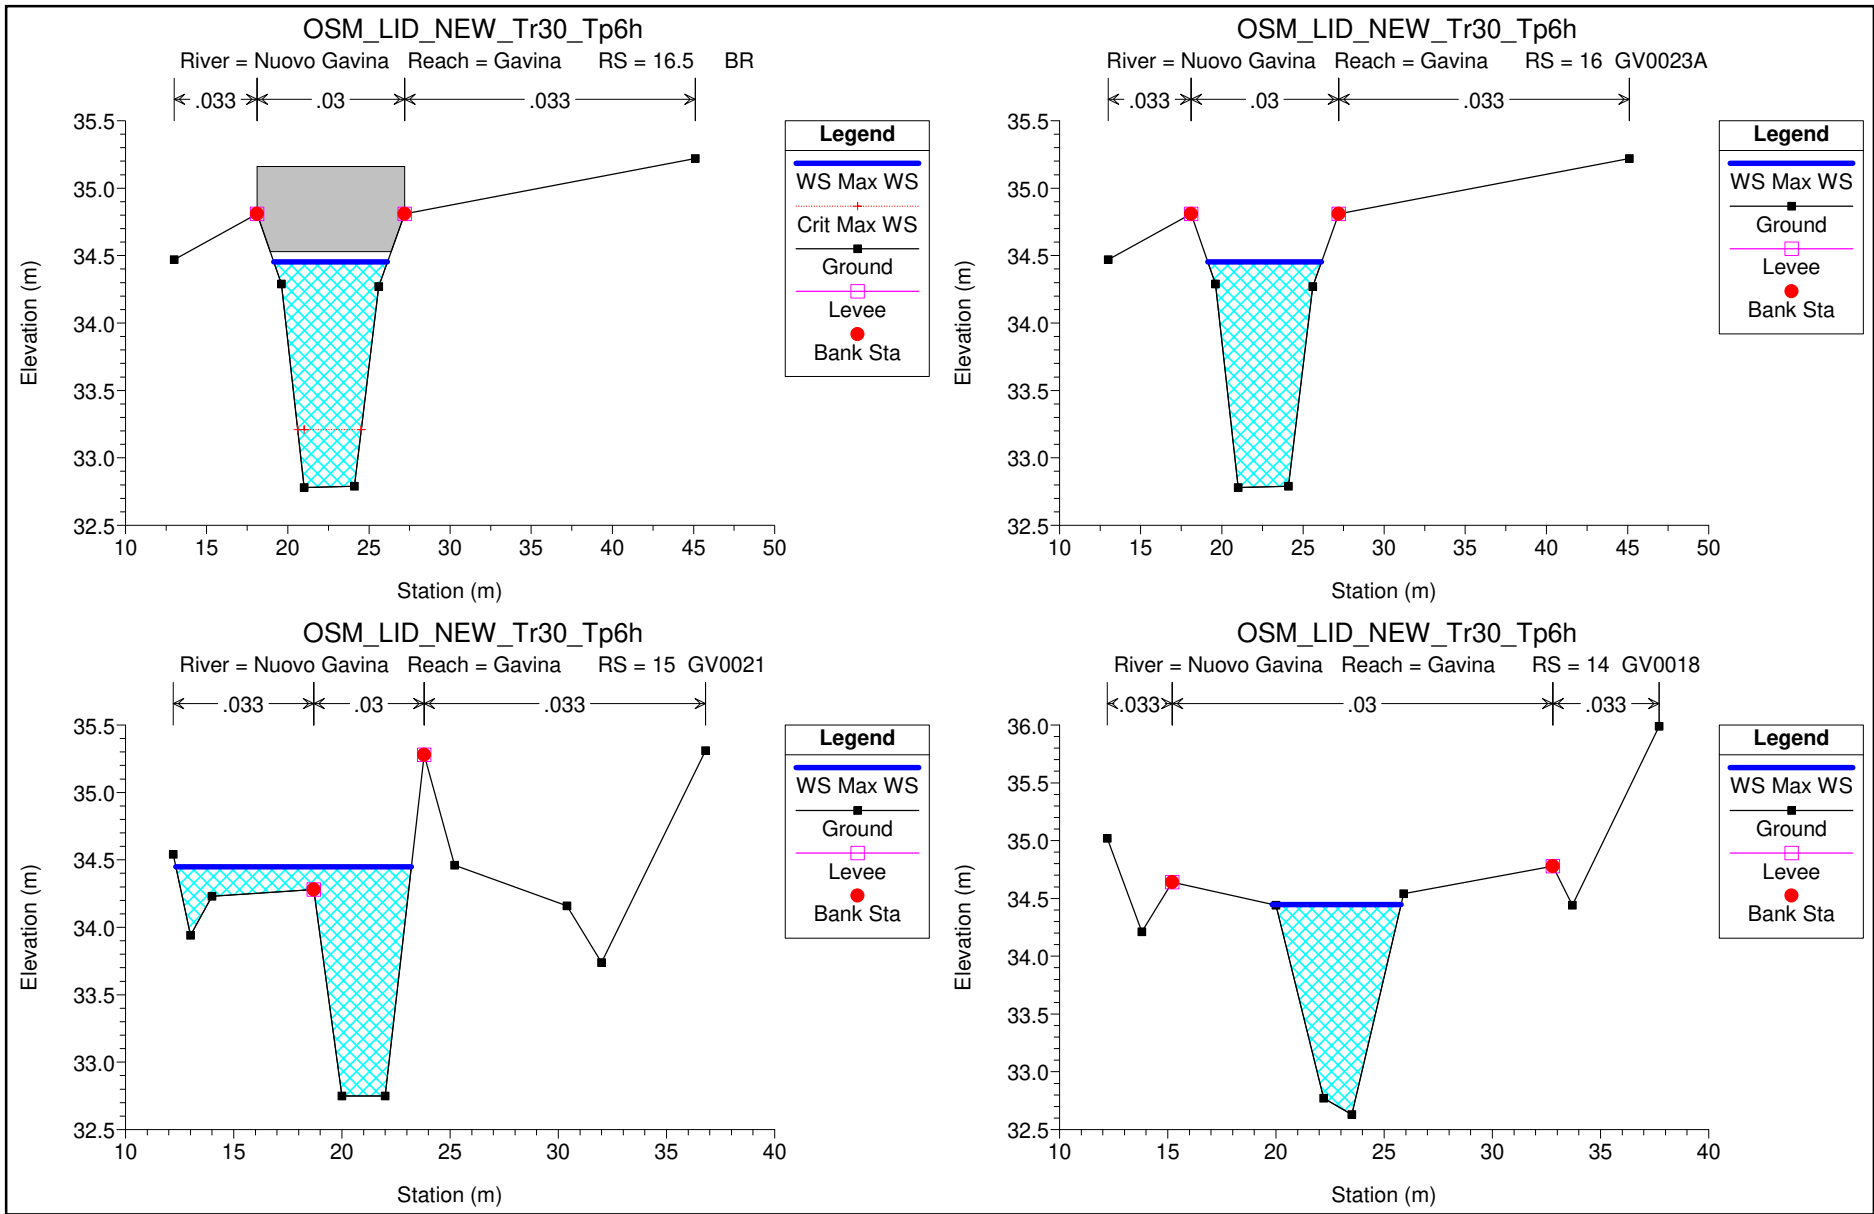 OSM_LID_NEW_Tr30_Tp6h
River = Nuovo Gavina Reach = Gavina RS = 16.5 BR
.033 .03 .033
35.5
35.0
34.5
34.0
33.5
33.0
32.5
10 15 20 25 30 35 40 45 50
Station (m)
Elevation (m)
Legend
WS Max WS
Crit Max WS
Ground
Levee
Bank Sta
OSM_LID_NEW_Tr30_Tp6h
River = Nuovo Gavina Reach = Gavina RS = 16 GV0023A
.033 .03 .033
35.5
35.0
34.5
34.0
33.5
33.0
32.5
10 15 20 25 30 35 40 45 50
Station (m)
Elevation (m)
Legend
WS Max WS
Ground
Levee
Bank Sta
OSM_LID_NEW_Tr30_Tp6h
River = Nuovo Gavina Reach = Gavina RS = 15 GV0021
.033 .03 .033
35.5
35.0
34.5
34.0
33.5
33.0
32.5
10 15 20 25 30 35 40
Station (m)
Elevation (m)
Legend
WS Max WS
Ground
Levee
Bank Sta
OSM_LID_NEW_Tr30_Tp6h
River = Nuovo Gavina Reach = Gavina RS = 14 GV0018
.033 .03 .033
36.0
35.5
35.0
34.5
34.0
33.5
33.0
32.5
10 15 20 25 30 35 40
Station (m)
Elevation (m)
Legend
WS Max WS
Ground
Levee
Bank Sta